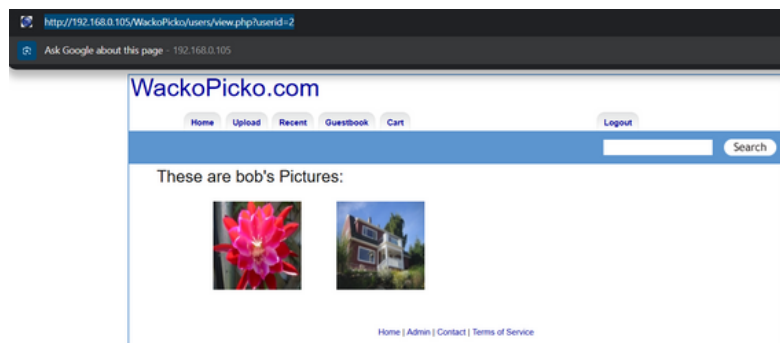 http://192.168.0.105/WackoPicko/users/view.php?userid=2
Ask Google about this page - 192.168.0.105
WackoPicko.com
Home Upload Recent Guestbook Cart Logout
Search
These are bob's Pictures:
Home | Admin | Contact | Terms of Service